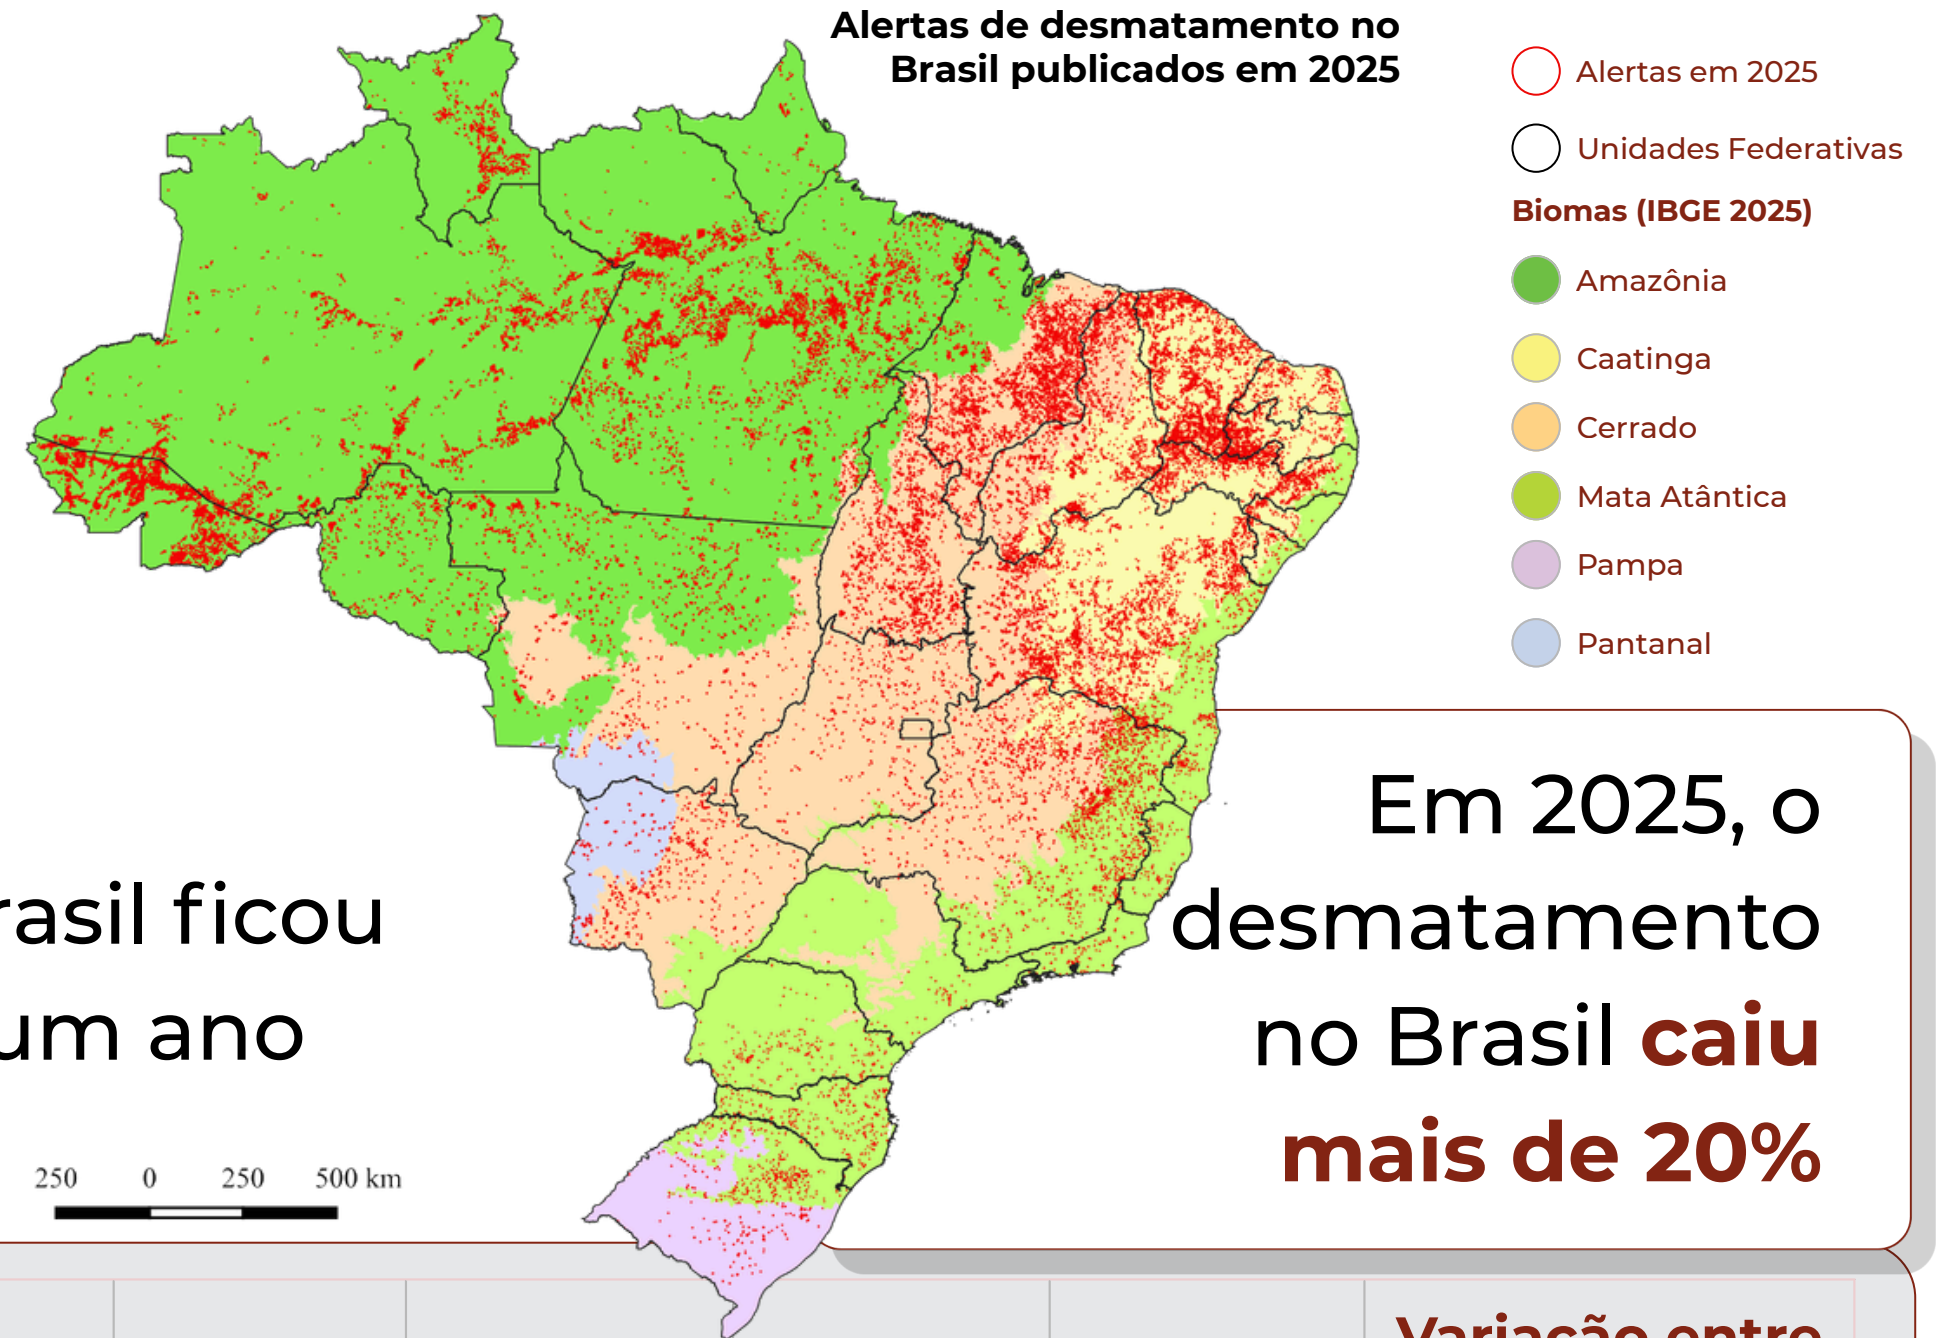 Alertas de desmatamento no
Brasil publicados em 2025
Alertas em 2025
Unidades Federativas
Biomas (IBGE 2025)
Amazônia
Caatinga
Cerrado
Mata Atlântica
Pampa
Pantanal
Em 2025, o
desmatamento
no Brasil caiu
mais de 20%
rasil ficou
um ano
250 0 250 500 km
Variação entre